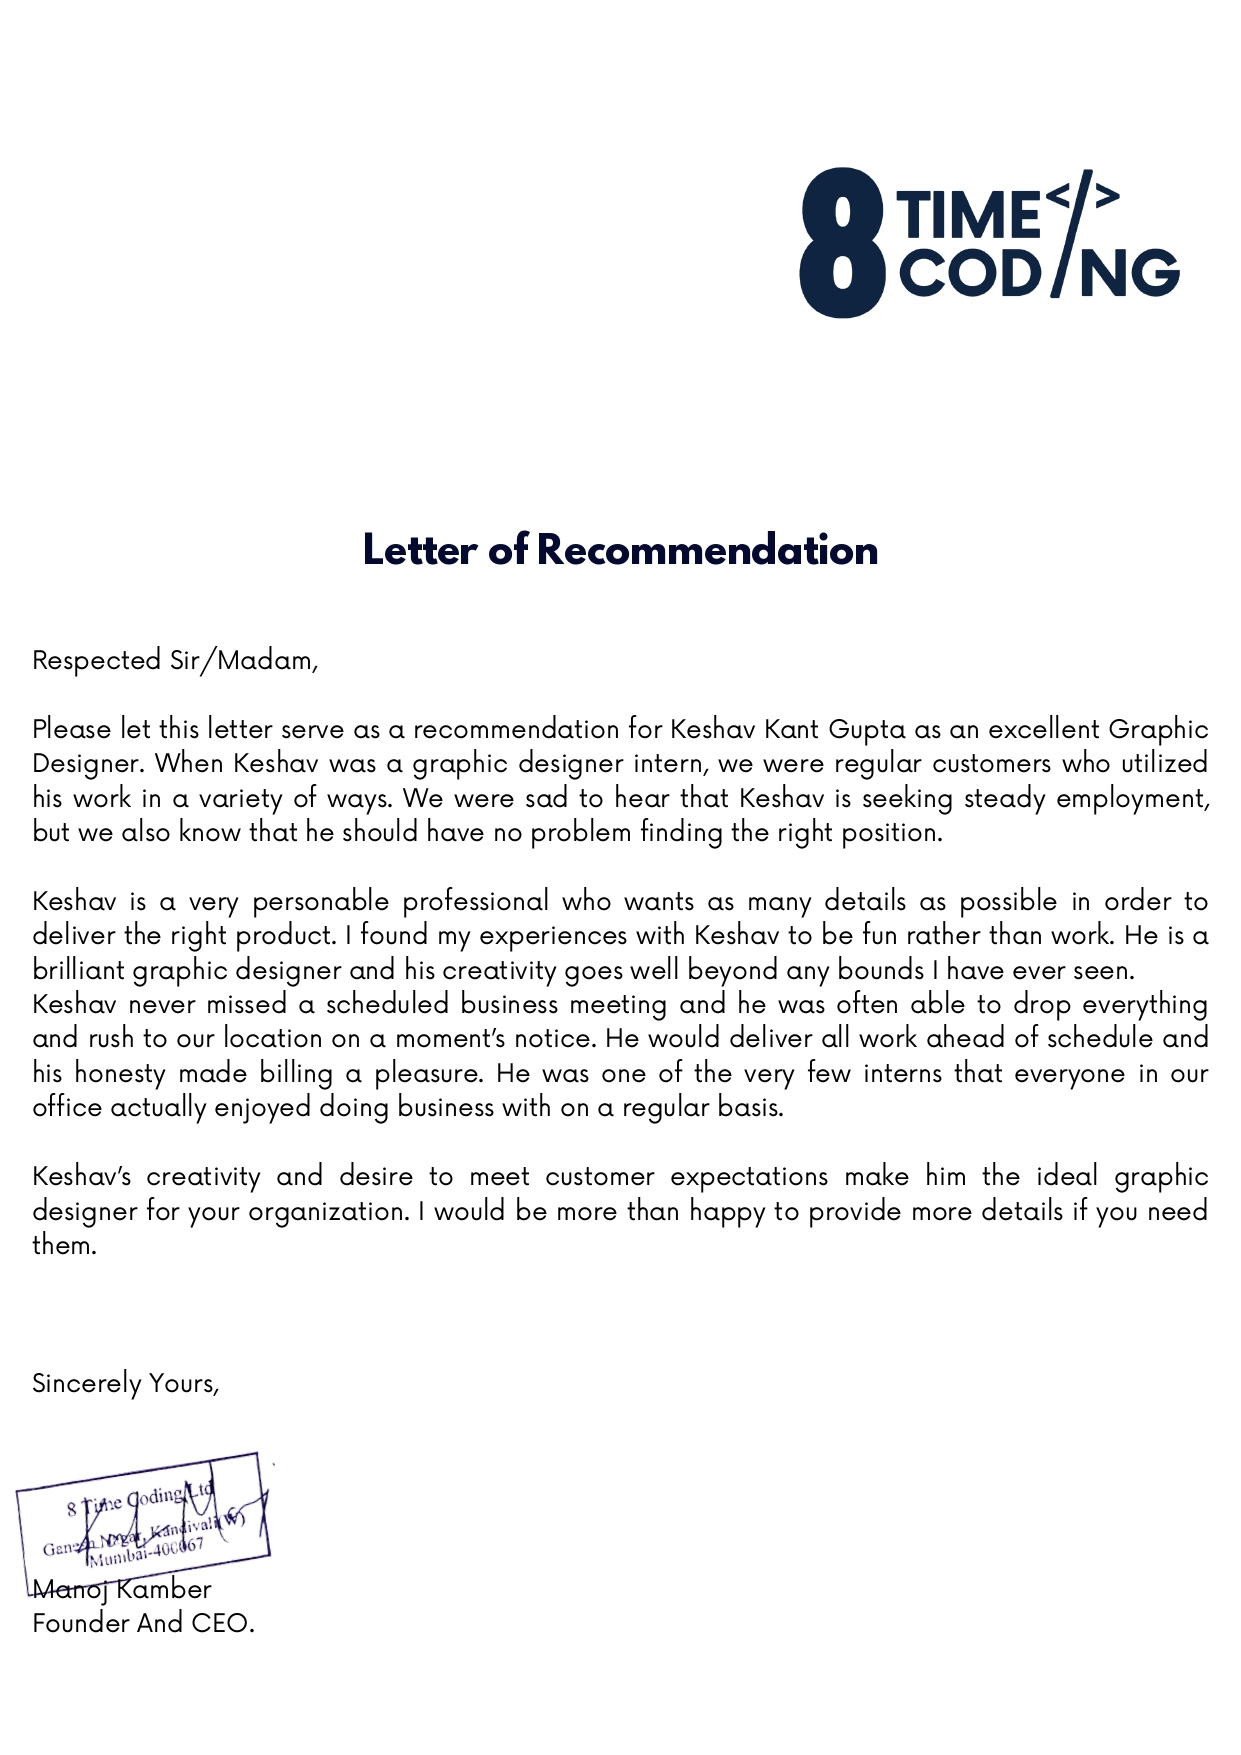 8 TIME </>
CODING
Letter of Recommendation
Respected Sir/Madam,
Please let this letter serve as a recommendation for Keshav Kant Gupta as an excellent Graphic
Designer. When Keshav was a graphic designer intern, we were regular customers who utilized
his work in a variety of ways. We were sad to hear that Keshav is seeking steady employment,
but we also know that he should have no problem finding the right position.
Keshav is a very personable professional who wants as many details as possible in order to
deliver the right product. I found my experiences with Keshav to be fun rather than work. He is a
brilliant graphic designer and his creativity goes well beyond any bounds I have ever seen.
Keshav never missed a scheduled business meeting and he was often able to drop everything
and rush to our location on a moment’s notice. He would deliver all work ahead of schedule and
his honesty made billing a pleasure. He was one of the very few interns that everyone in our
office actually enjoyed doing business with on a regular basis.
Keshav’s creativity and desire to meet customer expectations make him the ideal graphic
designer for your organization. I would be more than happy to provide more details if you need
them.
Sincerely Yours,
8 Time Coding Ltd
Ganesh Nagar, Kandivali(W)
Mumbai-400067
Manoj Kamber
Founder And CEO.